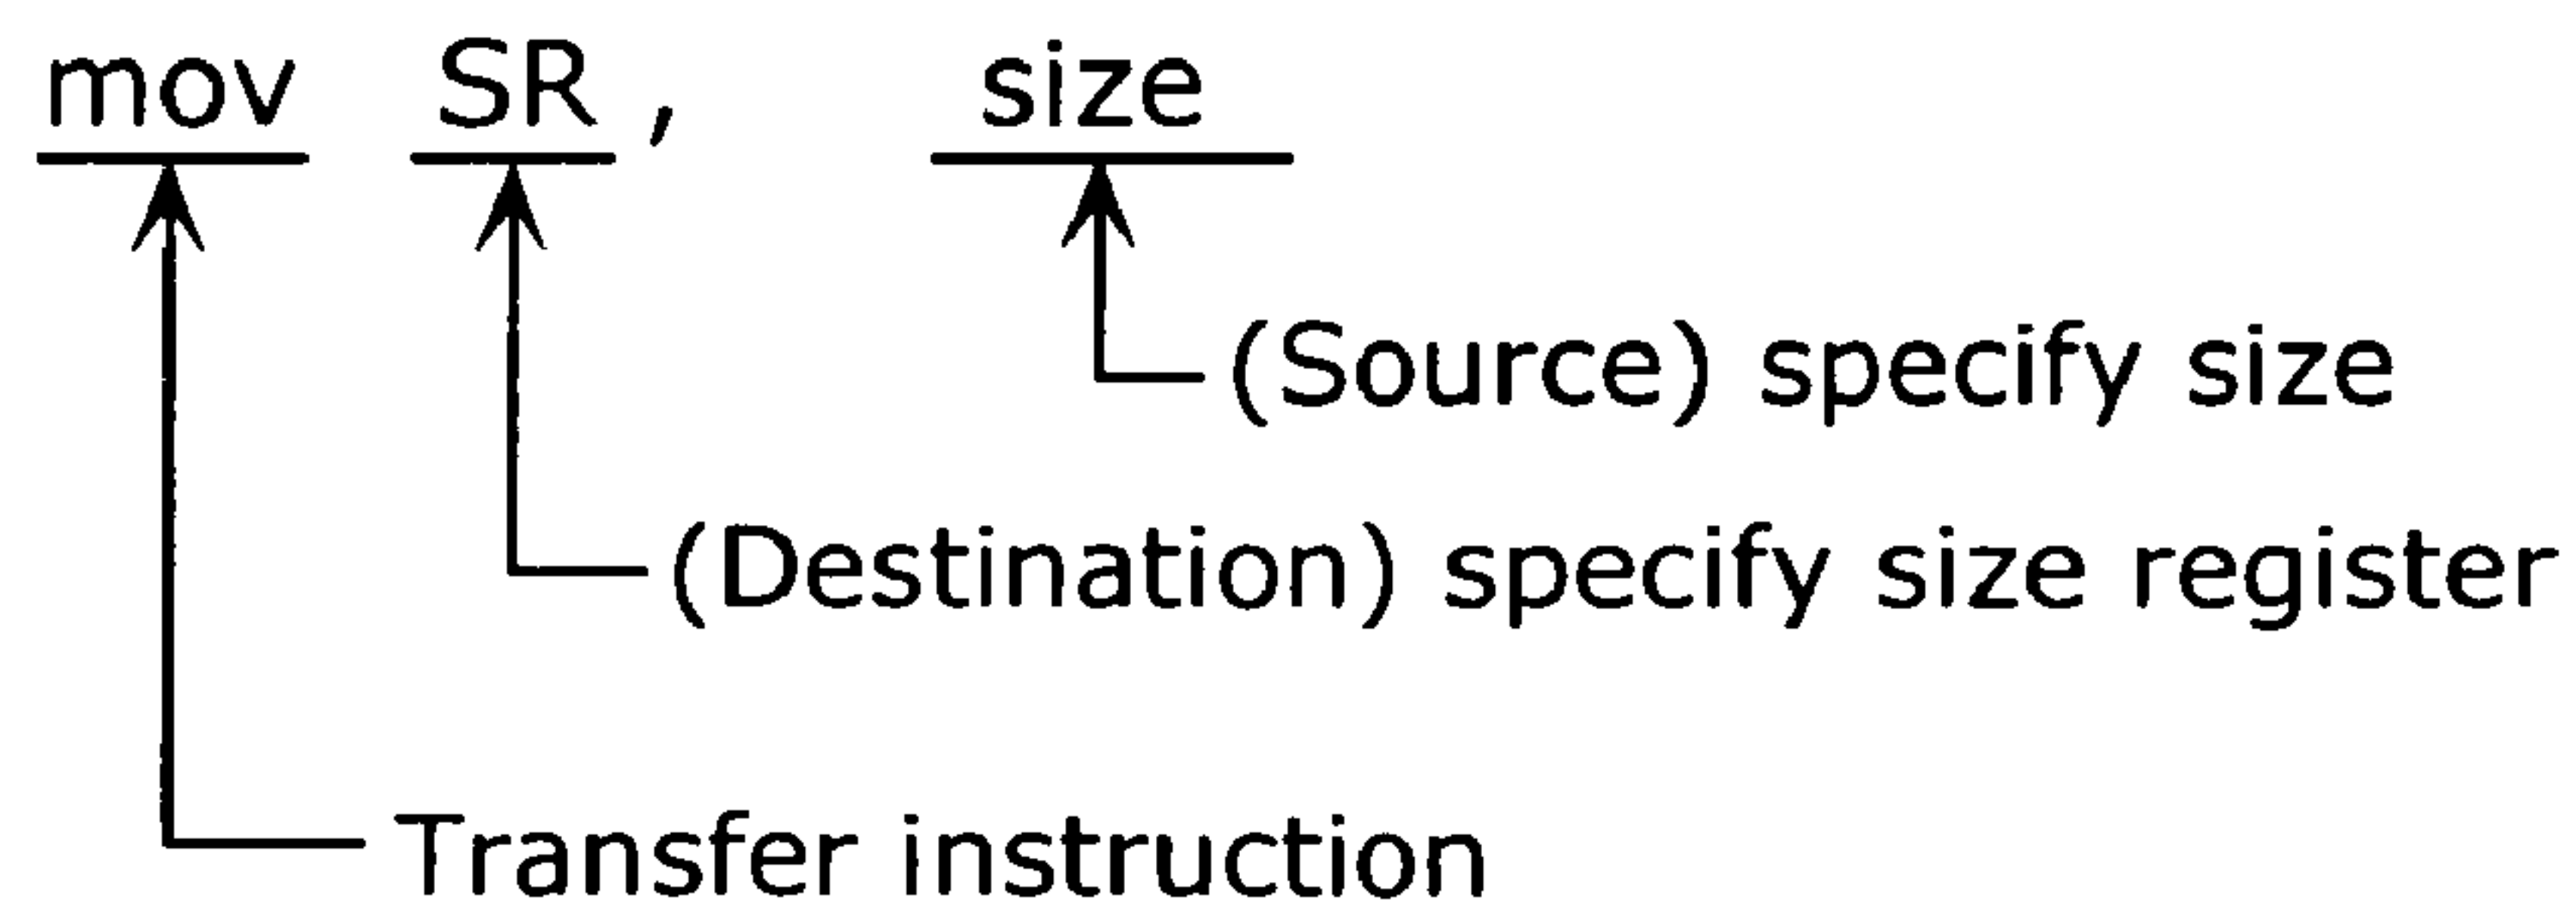 mov SR , size
(Source) specify size
(Destination) specify size register
Transfer instruction